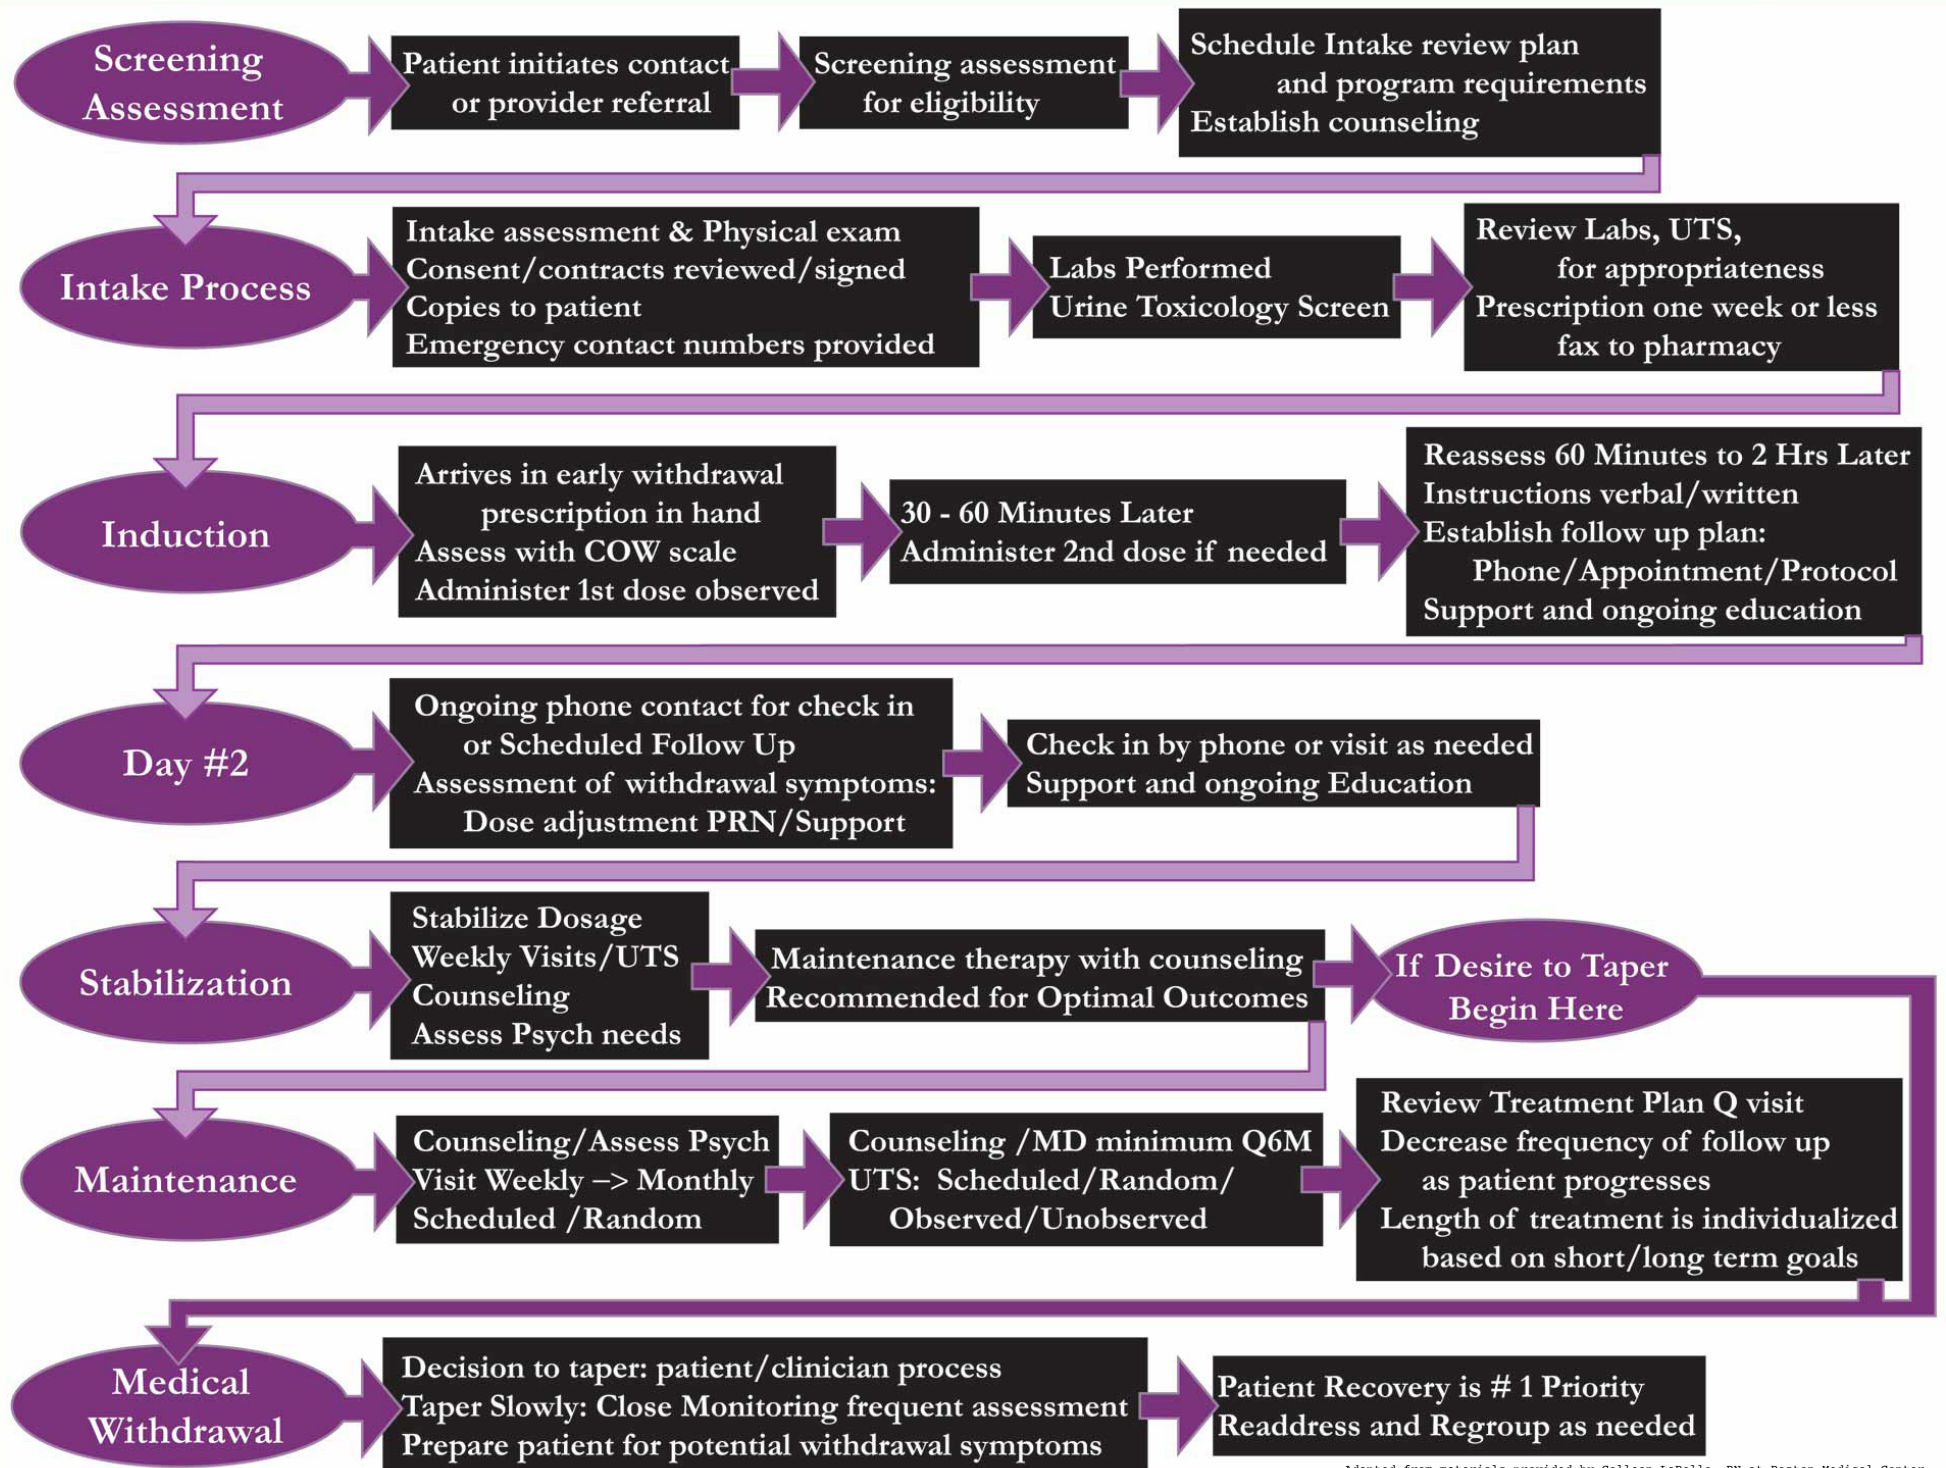 Screening
Assessment
Patient initiates contact
or provider referral
Screening assessment
for eligibility
Schedule Intake review plan
and program requirements
Establish counseling
Intake Process
Intake assessment & Physical exam
Consent/contracts reviewed/signed
Copies to patient
Emergency contact numbers provided
Labs Performed
Urine Toxicology Screen
Review Labs, UTS,
for appropriateness
Prescription one week or less
fax to pharmacy
Induction
Arrives in early withdrawal
prescription in hand
Assess with COW scale
Administer 1st dose observed
30 - 60 Minutes Later
Administer 2nd dose if needed
Reassess 60 Minutes to 2 Hrs Later
Instructions verbal/written
Establish follow up plan:
Phone/Appointment/Protocol
Support and ongoing education
Day #2
Ongoing phone contact for check in
or Scheduled Follow Up
Assessment of withdrawal symptoms:
Dose adjustment PRN/Support
Check in by phone or visit as needed
Support and ongoing Education
Stabilization
Stabilize Dosage
Weekly Visits/UTS
Counseling
Assess Psych needs
Maintenance therapy with counseling
Recommended for Optimal Outcomes
If Desire to Taper
Begin Here
Maintenance
Counseling/Assess Psych
Visit Weekly –> Monthly
Scheduled /Random
Counseling /MD minimum Q6M
UTS: Scheduled/Random/
Observed/Unobserved
Review Treatment Plan Q visit
Decrease frequency of follow up
as patient progresses
Length of treatment is individualized
based on short/long term goals
Medical
Withdrawal
Decision to taper: patient/clinician process
Taper Slowly: Close Monitoring frequent assessment
Prepare patient for potential withdrawal symptoms
Patient Recovery is # 1 Priority
Readdress and Regroup as needed